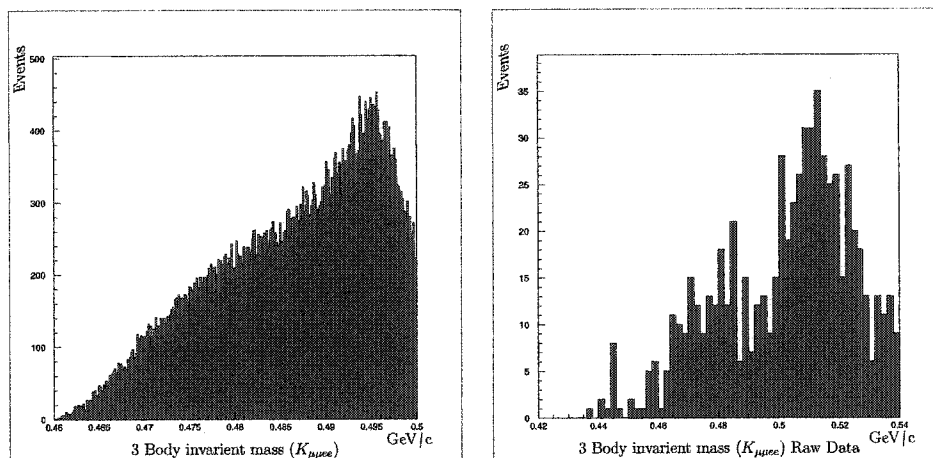 Events
500
400
300
200
100
0
0.46 0.465 0.47 0.475 0.48 0.485 0.49 0.495 0.5
GeV/c
3 Body invarient mass (Kμμee)
Events
35
30
25
20
15
10
5
0
0.42 0.44 0.46 0.48 0.5 0.52 0.54
GeV/c
3 Body invarient mass (Kμμee) Raw Data